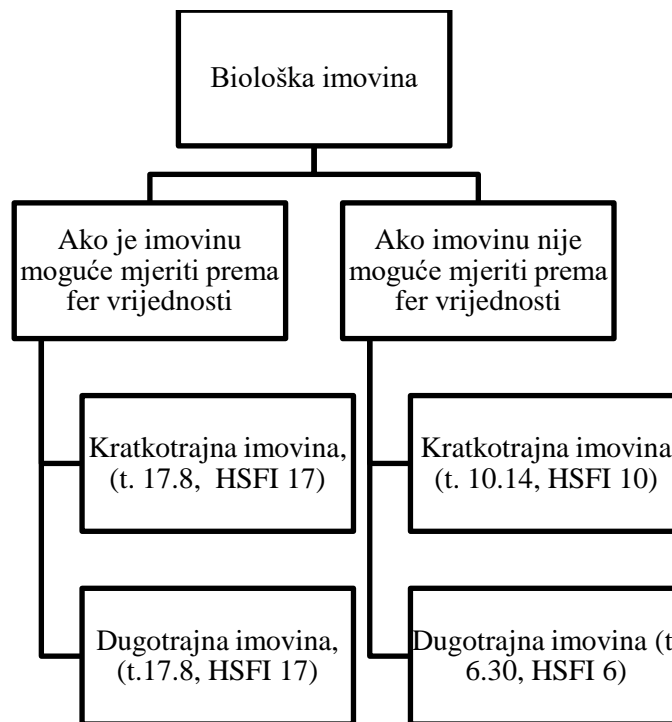 Biološka imovina
Ako je imovinu
moguće mjeriti prema
fer vrijednosti
Ako imovinu nije
moguće mjeriti prema
fer vrijednosti
Kratkotrajna imovina,
(t. 17.8, HSFI 17)
Kratkotrajna imovina
(t. 10.14, HSFI 10)
Dugotrajna imovina,
(t.17.8, HSFI 17)
Dugotrajna imovina (t
6.30, HSFI 6)